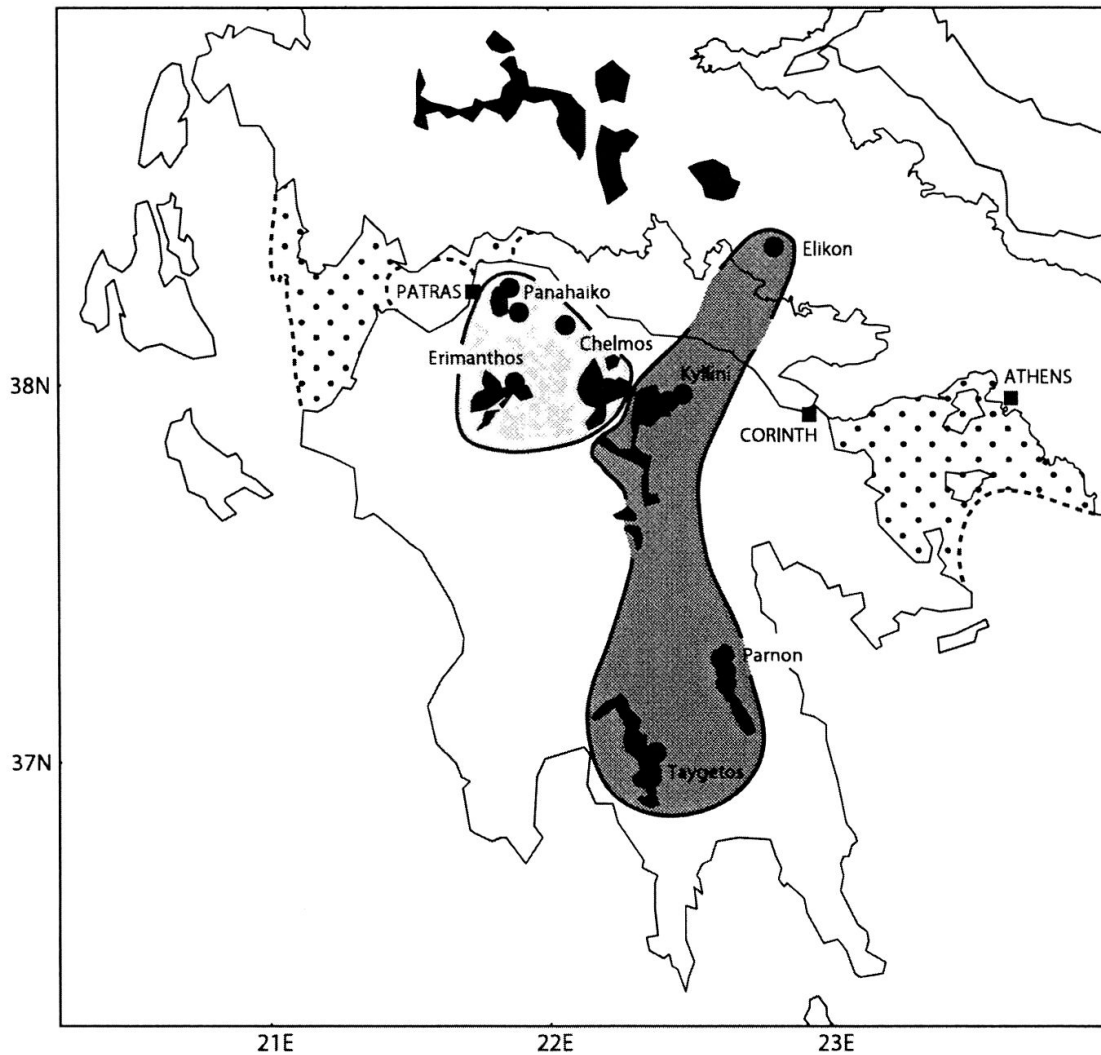 Elikon
PATRAS
Panahaiko
Chelmos
Erimanthos
Kyllini
38N
ATHENS
CORINTH
Parnon
37N
Taygetos
21E
22E
23E